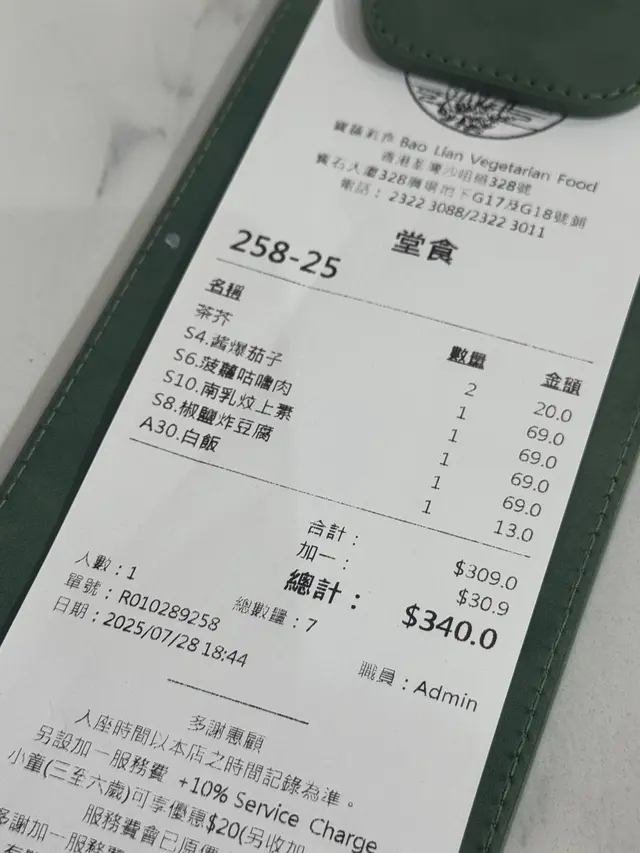 寶蓮素食 Bao Lian Vegetarian Food
香港荃灣沙咀道328號
寶石大廈328廣場地下G17及G18號舖
電話： 2322 3088/2322 3011
堂食
258-25
名稱 數量 金額
茶芥 2 20.0
S4.醬爆茄子 1 69.0
S6.菠蘿咕嚕肉 1 69.0
S10.南乳炆上素 1 69.0
S8.椒鹽炸豆腐 1 69.0
A30.白飯 1 13.0
合計： $309.0
加一： $30.9
總計： $340.0
人數：1 總數量：7
單號：R010289258 職員：Admin
日期：2025/07/28 18:44
多謝惠顧
入座時間以本店之時間記錄為準。
另設加一服務費 +10% Service Charge
小童(三至六歲)可享優惠$20(另收加
服務費會已原價
多謝加一服務費